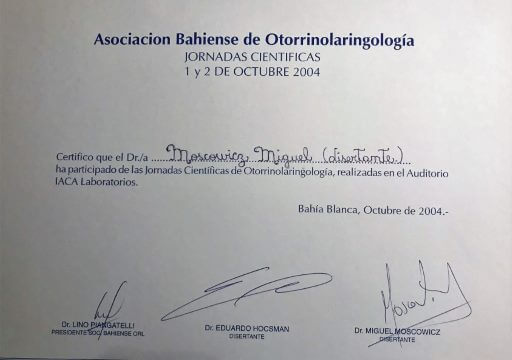 Asociacion Bahiense de Otorrinolaringología
JORNADAS CIENTIFICAS
1 y 2 DE OCTUBRE 2004
Certifico que el Dr./a ......Moscowicz, Miguel (disertante)......
ha participado de las Jornadas Científicas de Otorrinolaringología, realizadas en el Auditorio
IACA Laboratorios.
Bahía Blanca, Octubre de 2004.-
Dr. LINO PIANGATELLI
PRESIDENTE SOC. BAHIENSE ORL
Dr. EDUARDO HOCSMAN
DISERTANTE
Dr. MIGUEL MOSCOWICZ
DISERTANTE